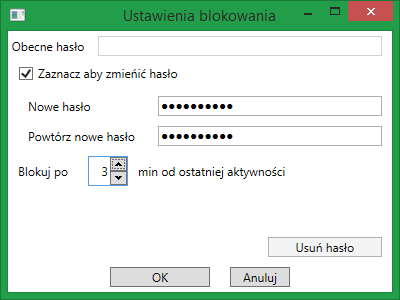 Ustawienia blokowania
Obecne hasło
Zaznacz aby zmieńić hasło
Nowe hasło ●●●●●●●●●●
Powtórz nowe hasło ●●●●●●●●●●
Blokuj po 3 min od ostatniej aktywności
Usuń hasło
OK Anuluj